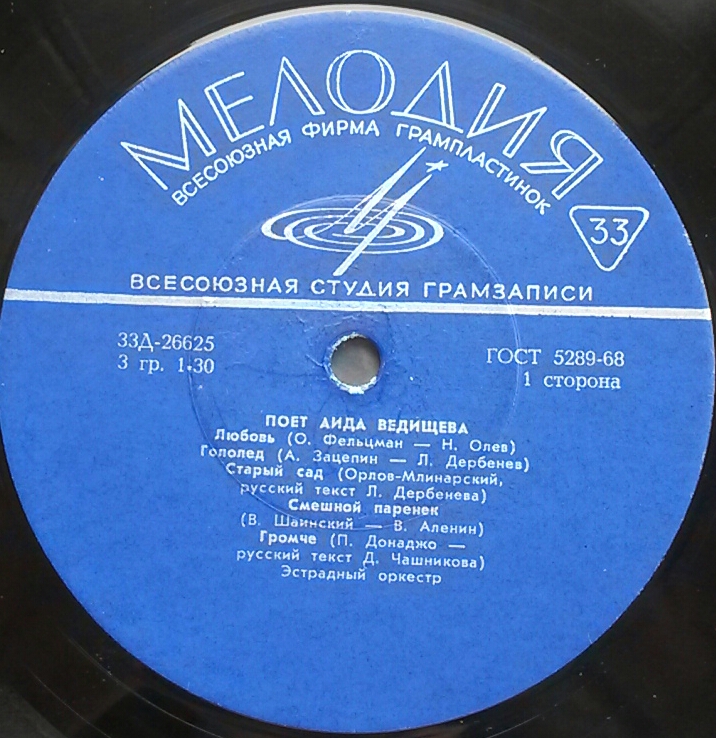 МЕЛОДИЯ
ВСЕСОЮЗНАЯ ФИРМА ГРАМПЛАСТИНОК
33
ВСЕСОЮЗНАЯ СТУДИЯ ГРАМЗАПИСИ
33Д-26625
3 гр. 1·30
ГОСТ 5289-68
1 сторона
ПОЕТ АИДА ВЕДИЩЕВА
Любовь (О. Фельцман — Н. Олев)
Гололед (А. Зацепин — Л. Дербенев)
Старый сад (Орлов-Млинарский,
русский текст Л. Дербенева)
Смешной паренек
(В. Шаинский — В. Аленин)
Громче (П. Донаджо —
русский текст Д. Чашникова)
Эстрадный оркестр